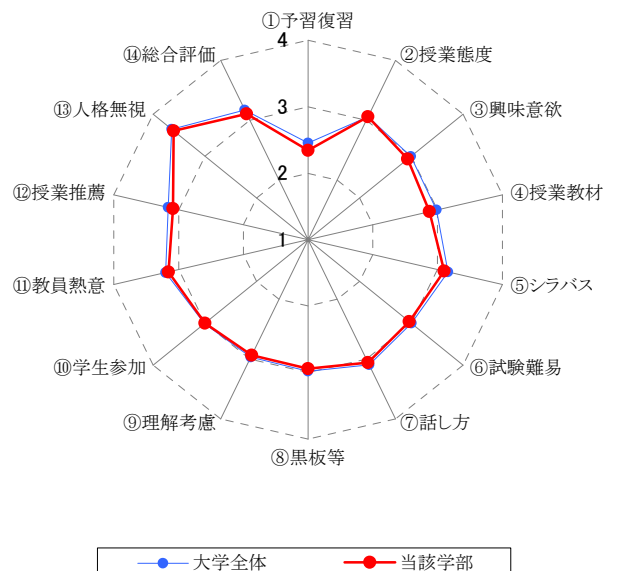 ①予習復習
②授業態度
③興味意欲
④授業教材
⑤シラバス
⑥試験難易
⑦話し方
⑧黒板等
⑨理解考慮
⑩学生参加
⑪教員熱意
⑫授業推薦
⑬人格無視
⑭総合評価
4
3
2
1
大学全体
当該学部